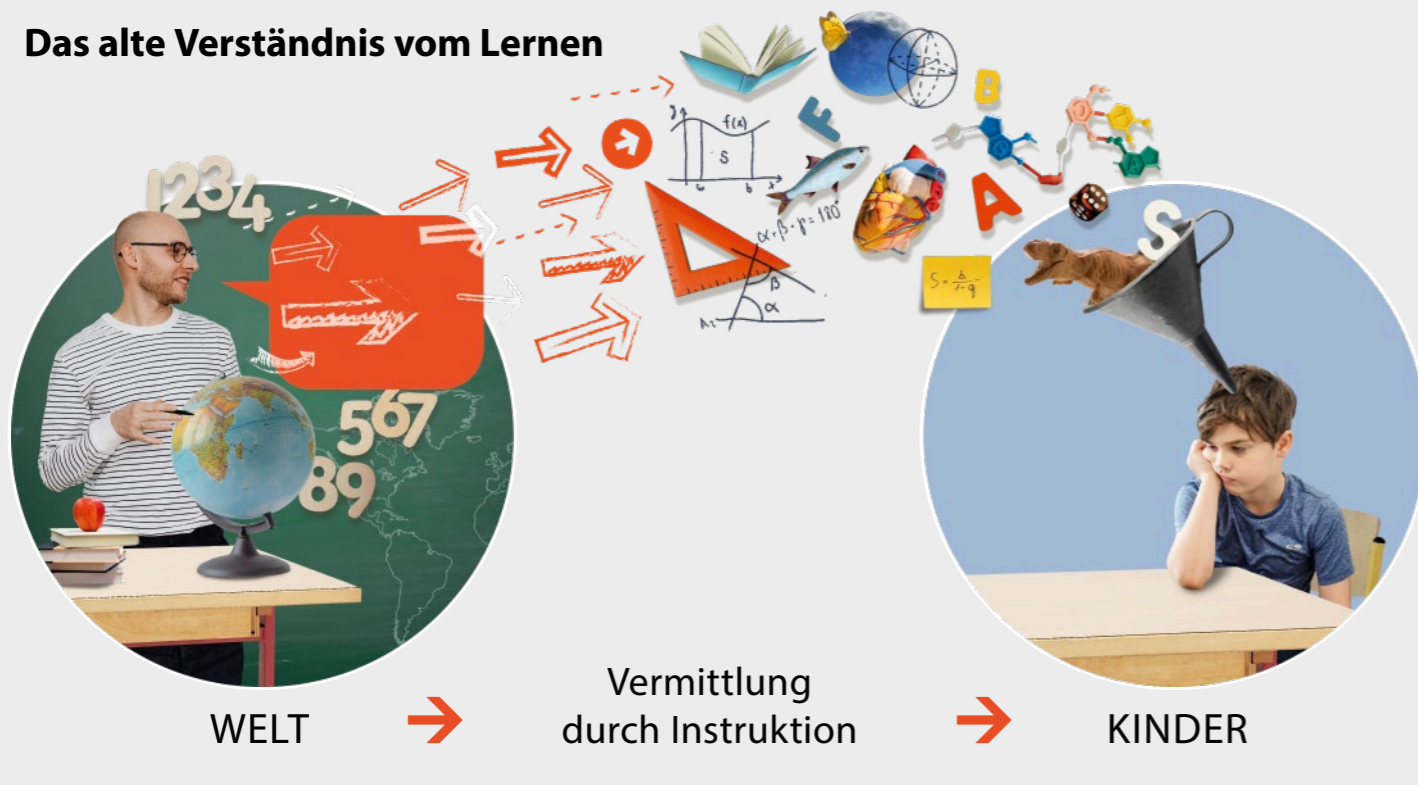 Das alte Verständnis vom Lernen
1234
567
89
y
f(x)
S
a b x
F
B
A
A
S
α+β+γ=180°
β
α
WELT
Vermittlung
durch Instruktion
KINDER